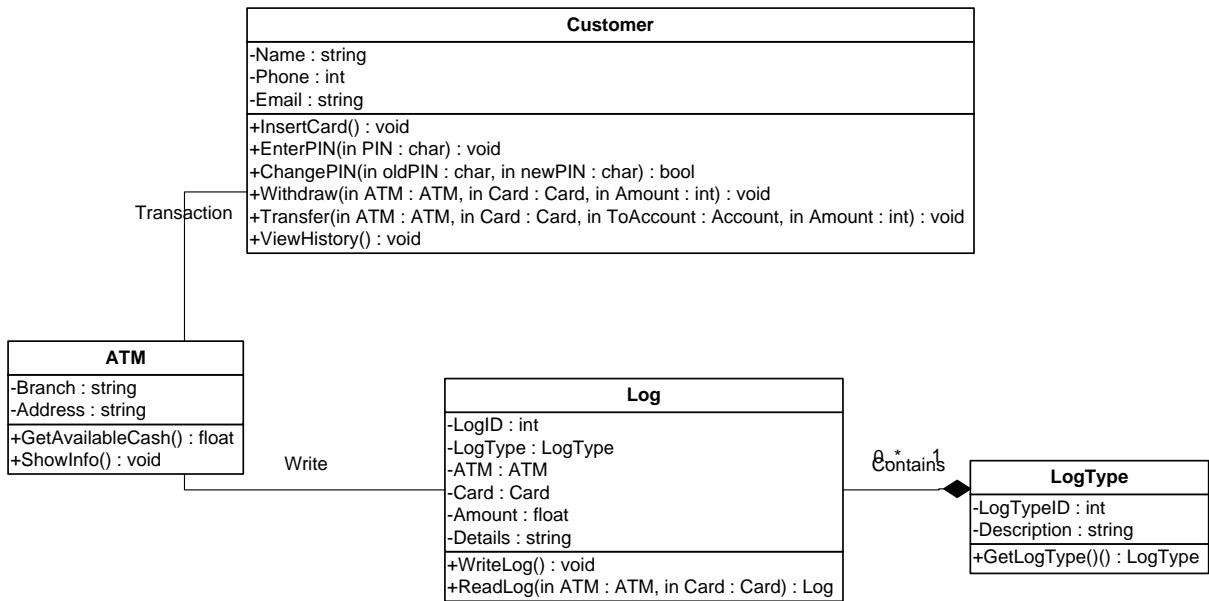 Customer
-Name : string
-Phone : int
-Email : string
+InsertCard() : void
+EnterPIN(in PIN : char) : void
+ChangePIN(in oldPIN : char, in newPIN : char) : bool
+Withdraw(in ATM : ATM, in Card : Card, in Amount : int) : void
+Transfer(in ATM : ATM, in Card : Card, in ToAccount : Account, in Amount : int) : void
+ViewHistory() : void
Transaction
ATM
-Branch : string
-Address : string
+GetAvailableCash() : float
+ShowInfo() : void
Write
Log
-LogID : int
-LogType : LogType
-ATM : ATM
-Card : Card
-Amount : float
-Details : string
+WriteLog() : void
+ReadLog(in ATM : ATM, in Card : Card) : Log
0..*
1
Contains
LogType
-LogTypeID : int
-Description : string
+GetLogType()() : LogType